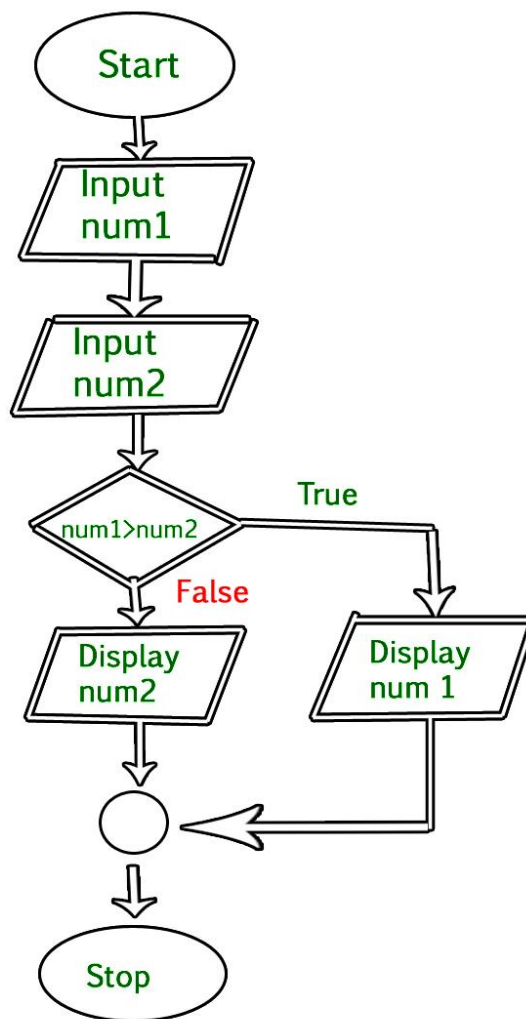 Start
Input
num1
Input
num2
num1>num2
True
False
Display
num2
Display
num 1
Stop